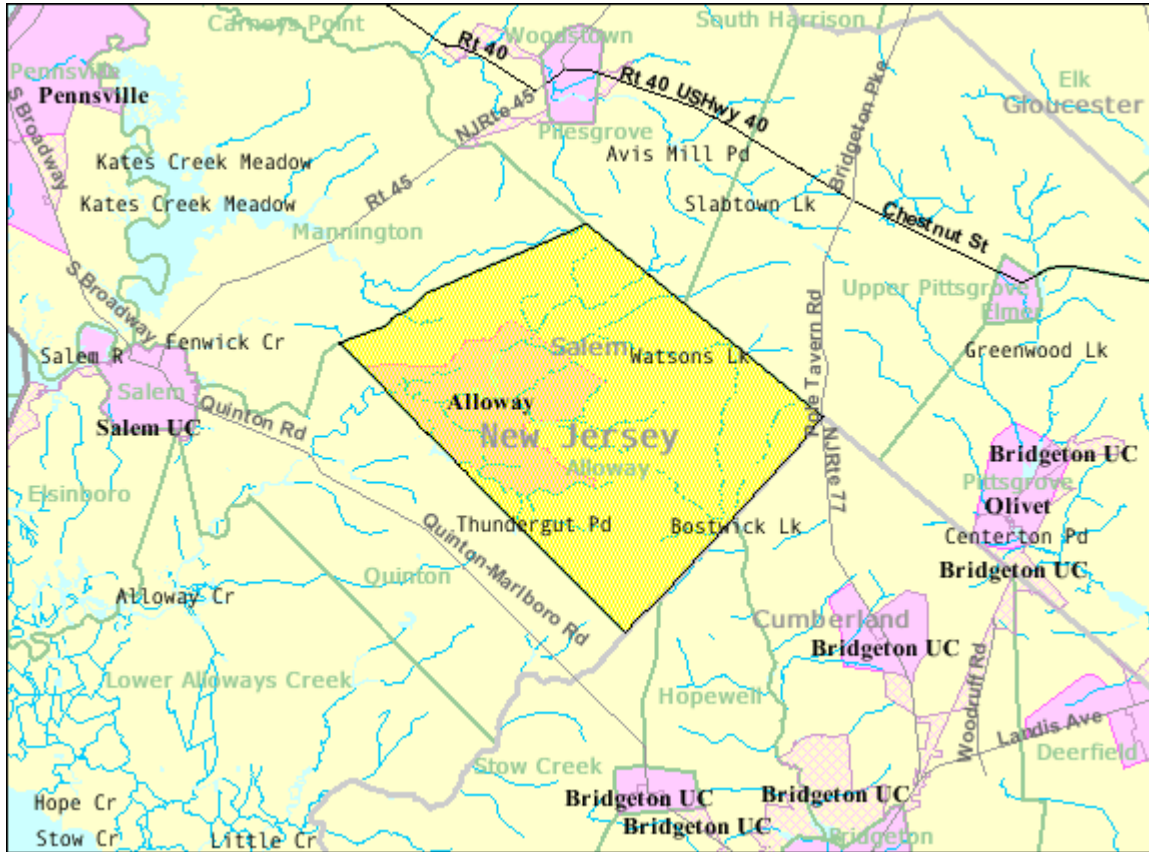 Carneys Point
South Harrison
Woodstown
Rt 40
Pennsville
Pennsville
Rt 40 USHwy 40
Bridgeton Pke
Elk
Gloucester
S Broadway
NJRte 45
Pilesgrove
Avis Mill Pd
Kates Creek Meadow
Kates Creek Meadow
Rt 45
Slabtown Lk
Chestnut St
Mannington
S Broadway
Upper Pittsgrove
Elmer
Fenwick Cr
Salem R
Salem
Watsons Lk
Greenwood Lk
Pole Tavern Rd
Salem
Quinton Rd
Alloway
Salem UC
New Jersey
NJRte 77
Bridgeton UC
Alloway
Pittsgrove
Elsinboro
Olivet
Thundergut Pd
Bostwick Lk
Centerton Pd
Quinton-Marlboro Rd
Quinton
Bridgeton UC
Alloway Cr
Cumberland
Bridgeton UC
Lower Alloways Creek
Hopewell
Woodruff Rd
Landis Ave
Deerfield
Stow Creek
Bridgeton UC
Bridgeton UC
Hope Cr
Bridgeton UC
Stow Cr
Little Cr
Bridgeton